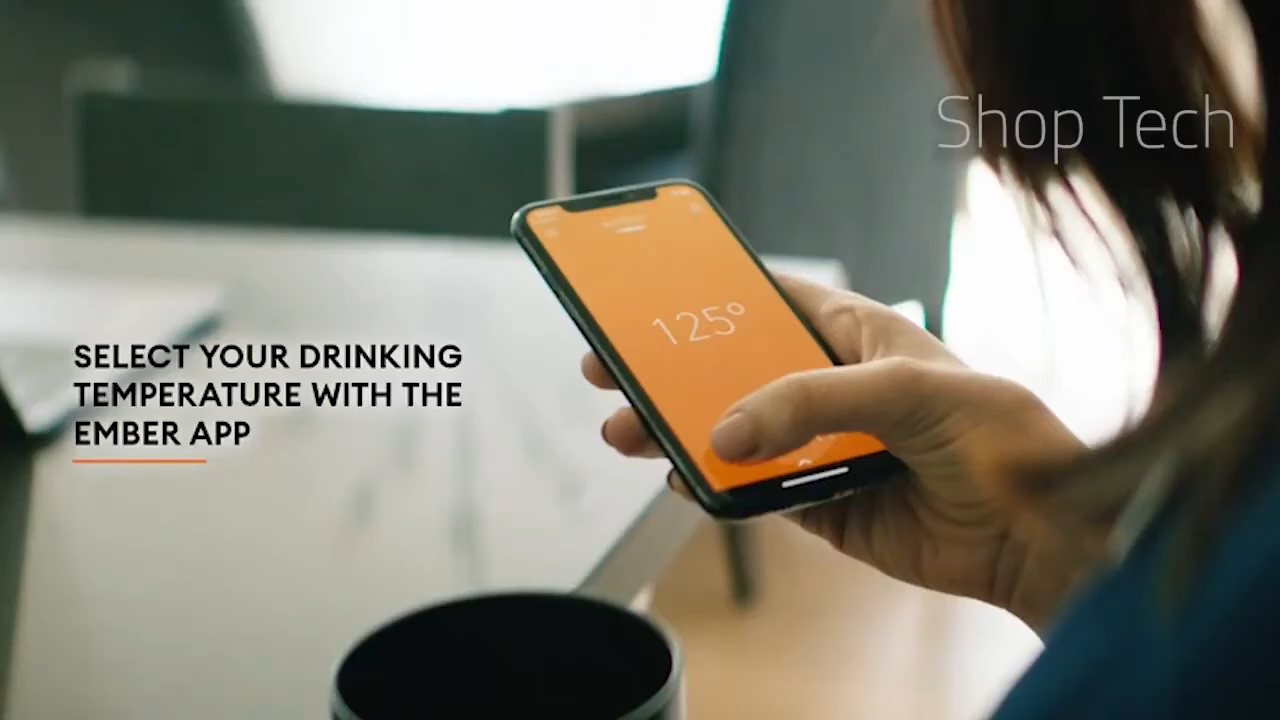 Shop Tech
125°
SELECT YOUR DRINKING
TEMPERATURE WITH THE
EMBER APP